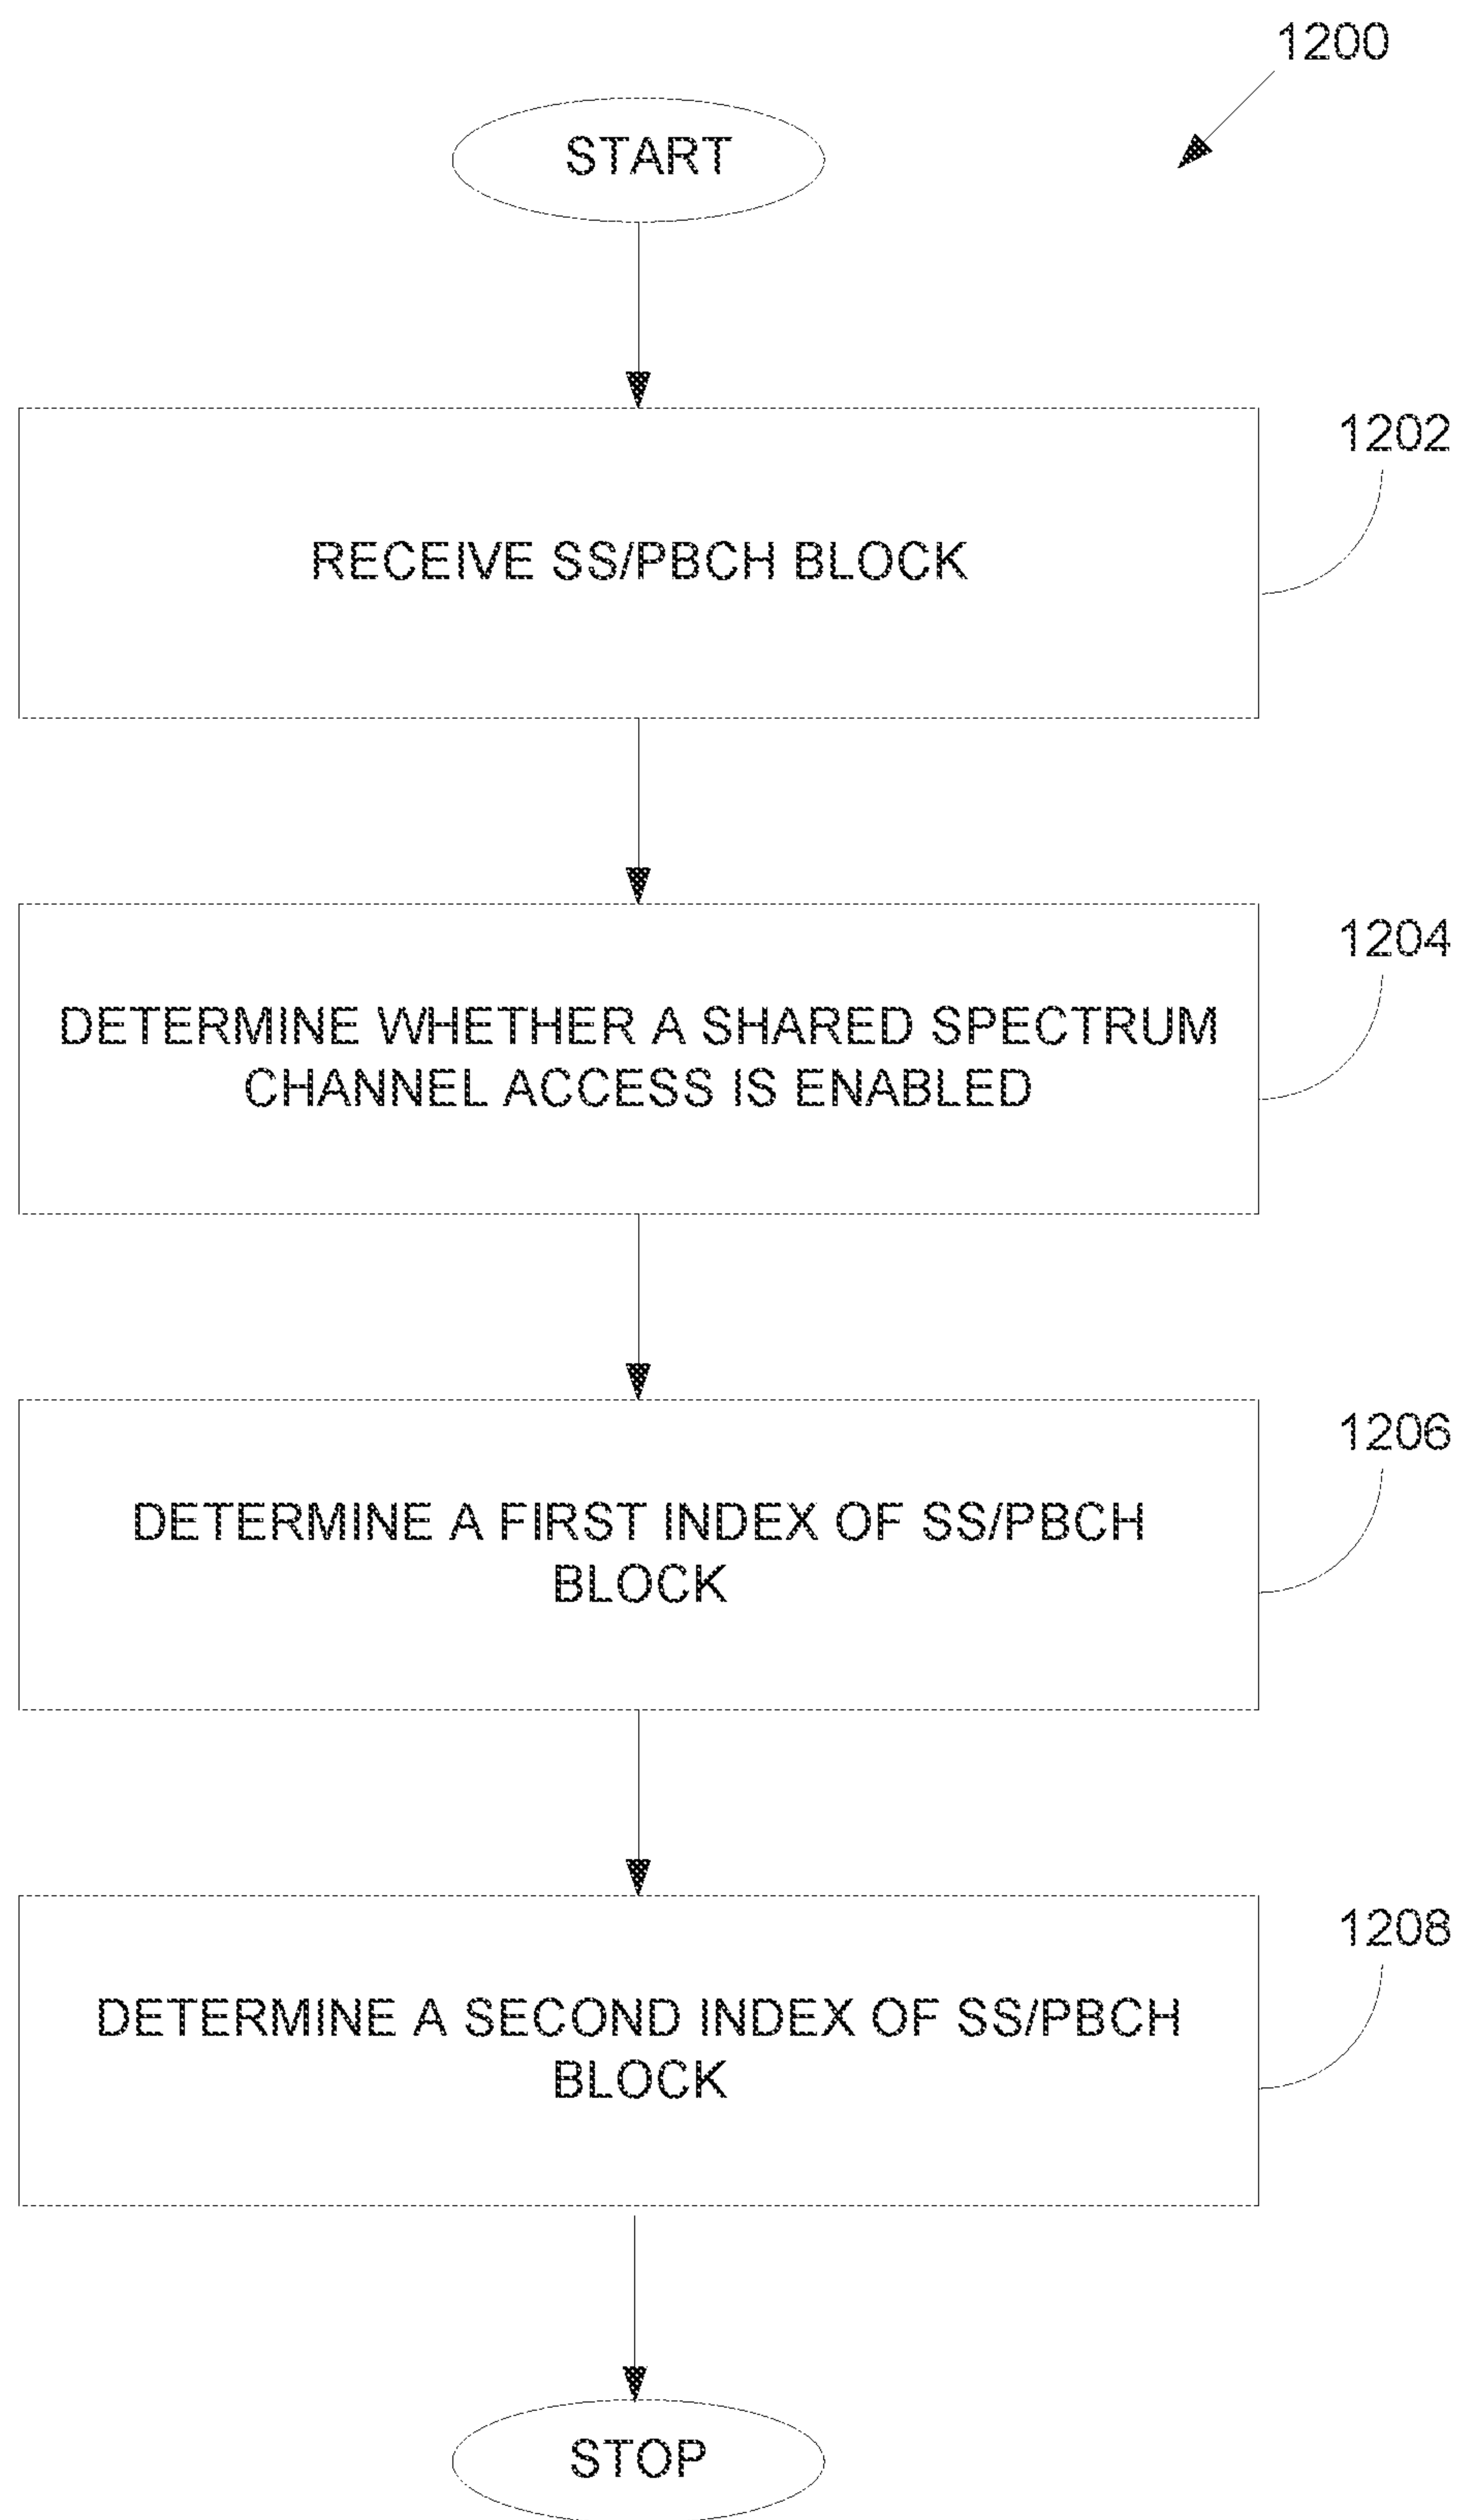 1200
START
1202
RECEIVE SS/PBCH BLOCK
1204
DETERMINE WHETHER A SHARED SPECTRUM
CHANNEL ACCESS IS ENABLED
1206
DETERMINE A FIRST INDEX OF SS/PBCH
BLOCK
1208
DETERMINE A SECOND INDEX OF SS/PBCH
BLOCK
STOP